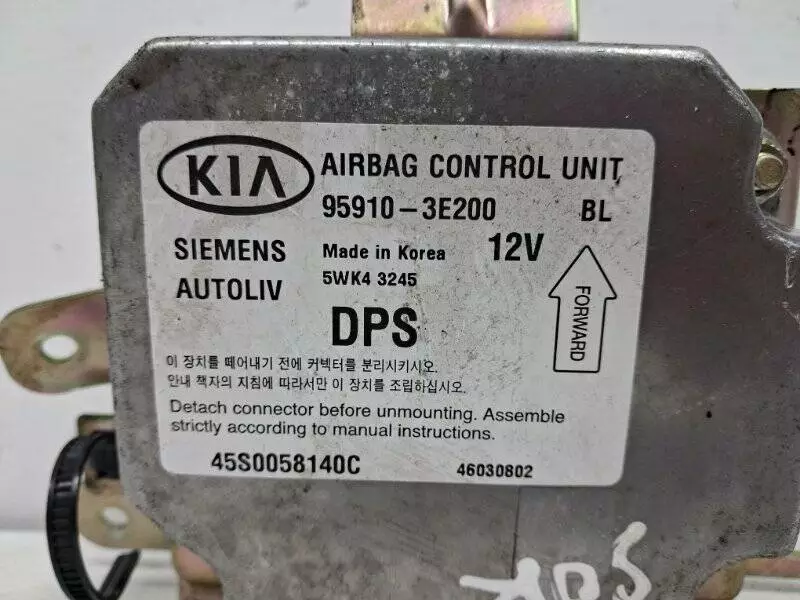 KIA AIRBAG CONTROL UNIT
95910-3E200 BL
SIEMENS Made in Korea 12V
AUTOLIV 5WK4 3245
FORWARD
DPS
이 장치를 떼어내기 전에 커넥터를 분리시키시오.
안내 책자의 지침에 따라서만 이 장치를 조립하십시오.
Detach connector before unmounting. Assemble
strictly according to manual instructions.
45S0058140C 46030802